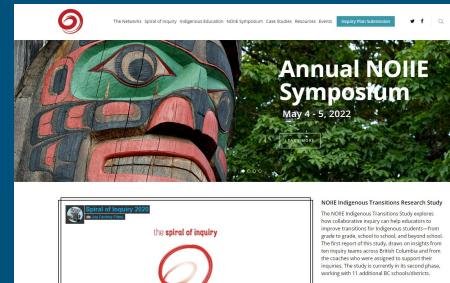 The Networks Spiral of Inquiry Indigenous Education NOIIE Symposium Case Studies Resources Events Inquiry Plan Submission
Annual NOIIE
Symposium
May 4 - 5, 2022
LEARN MORE
Spiral of Inquiry 2020
the spiral of inquiry
NOIIE Indigenous Transitions Research Study
The NOIIE Indigenous Transitions Study explores
how collaborative inquiry can help educators to
improve transitions for Indigenous students—from
grade to grade, school to school, and beyond school.
The first report of this study, draws on insights from
ten inquiry teams across British Columbia and from
the coaches who were assigned to support their
inquiries. The study is currently in its second phase,
working with 11 additional BC schools/districts.